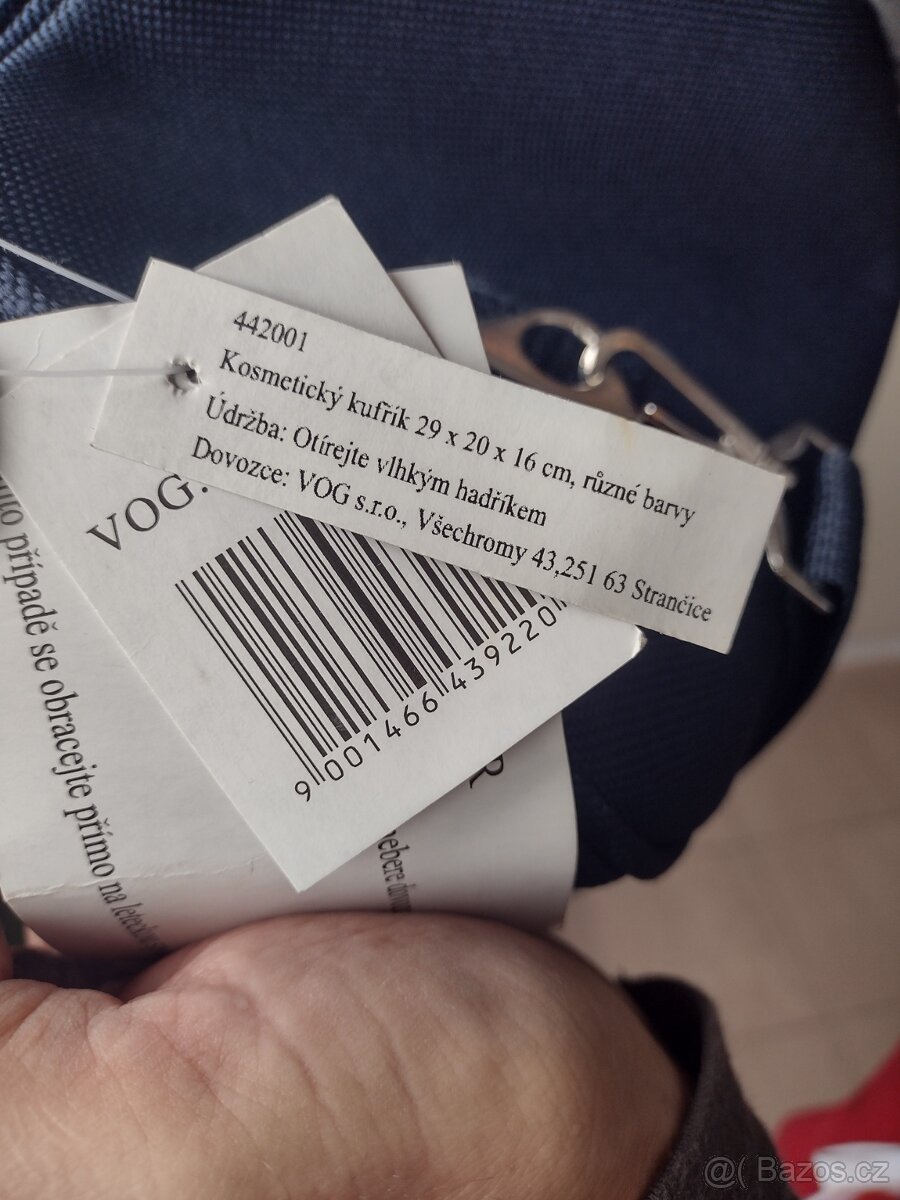 442001
Kosmetický kufřík 29 x 20 x 16 cm, různé barvy
Údržba: Otírejte vlhkým hadříkem
Dovozce: VOG s.r.o., Všechromy 43,251 63 Strančice
VOG.
9 001466 439220
R
případě se obracejte přímo na
@( Bazos.cz